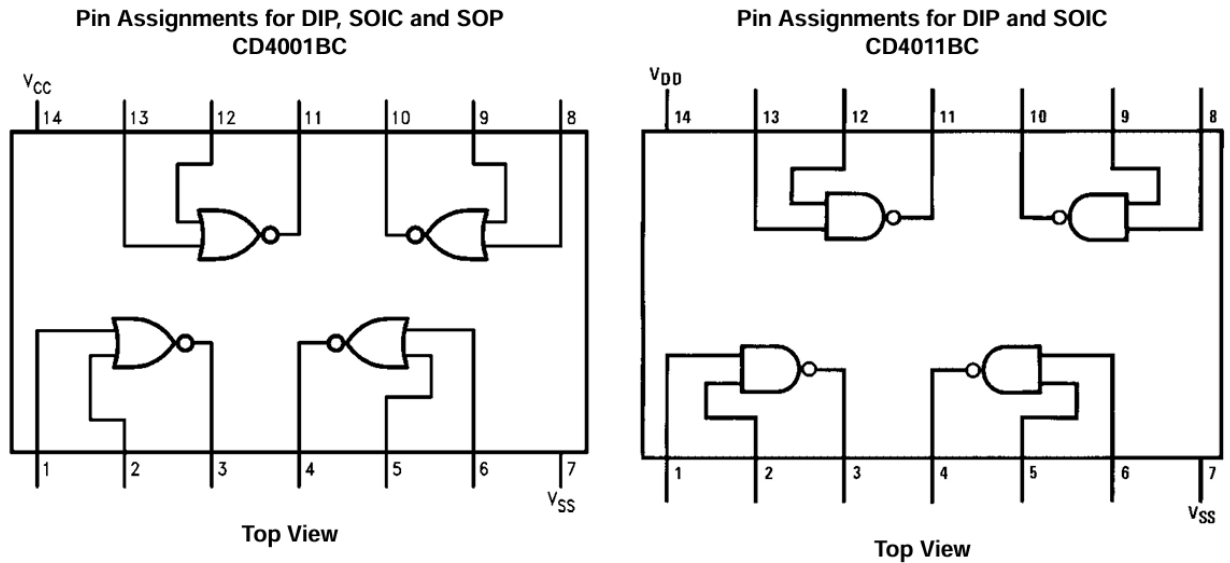 Pin Assignments for DIP, SOIC and SOP
CD4001BC
VCC
14 13 12 11 10 9 8
1 2 3 4 5 6 7
VSS
Top View
Pin Assignments for DIP and SOIC
CD4011BC
VDD
14 13 12 11 10 9 8
1 2 3 4 5 6 7
VSS
Top View